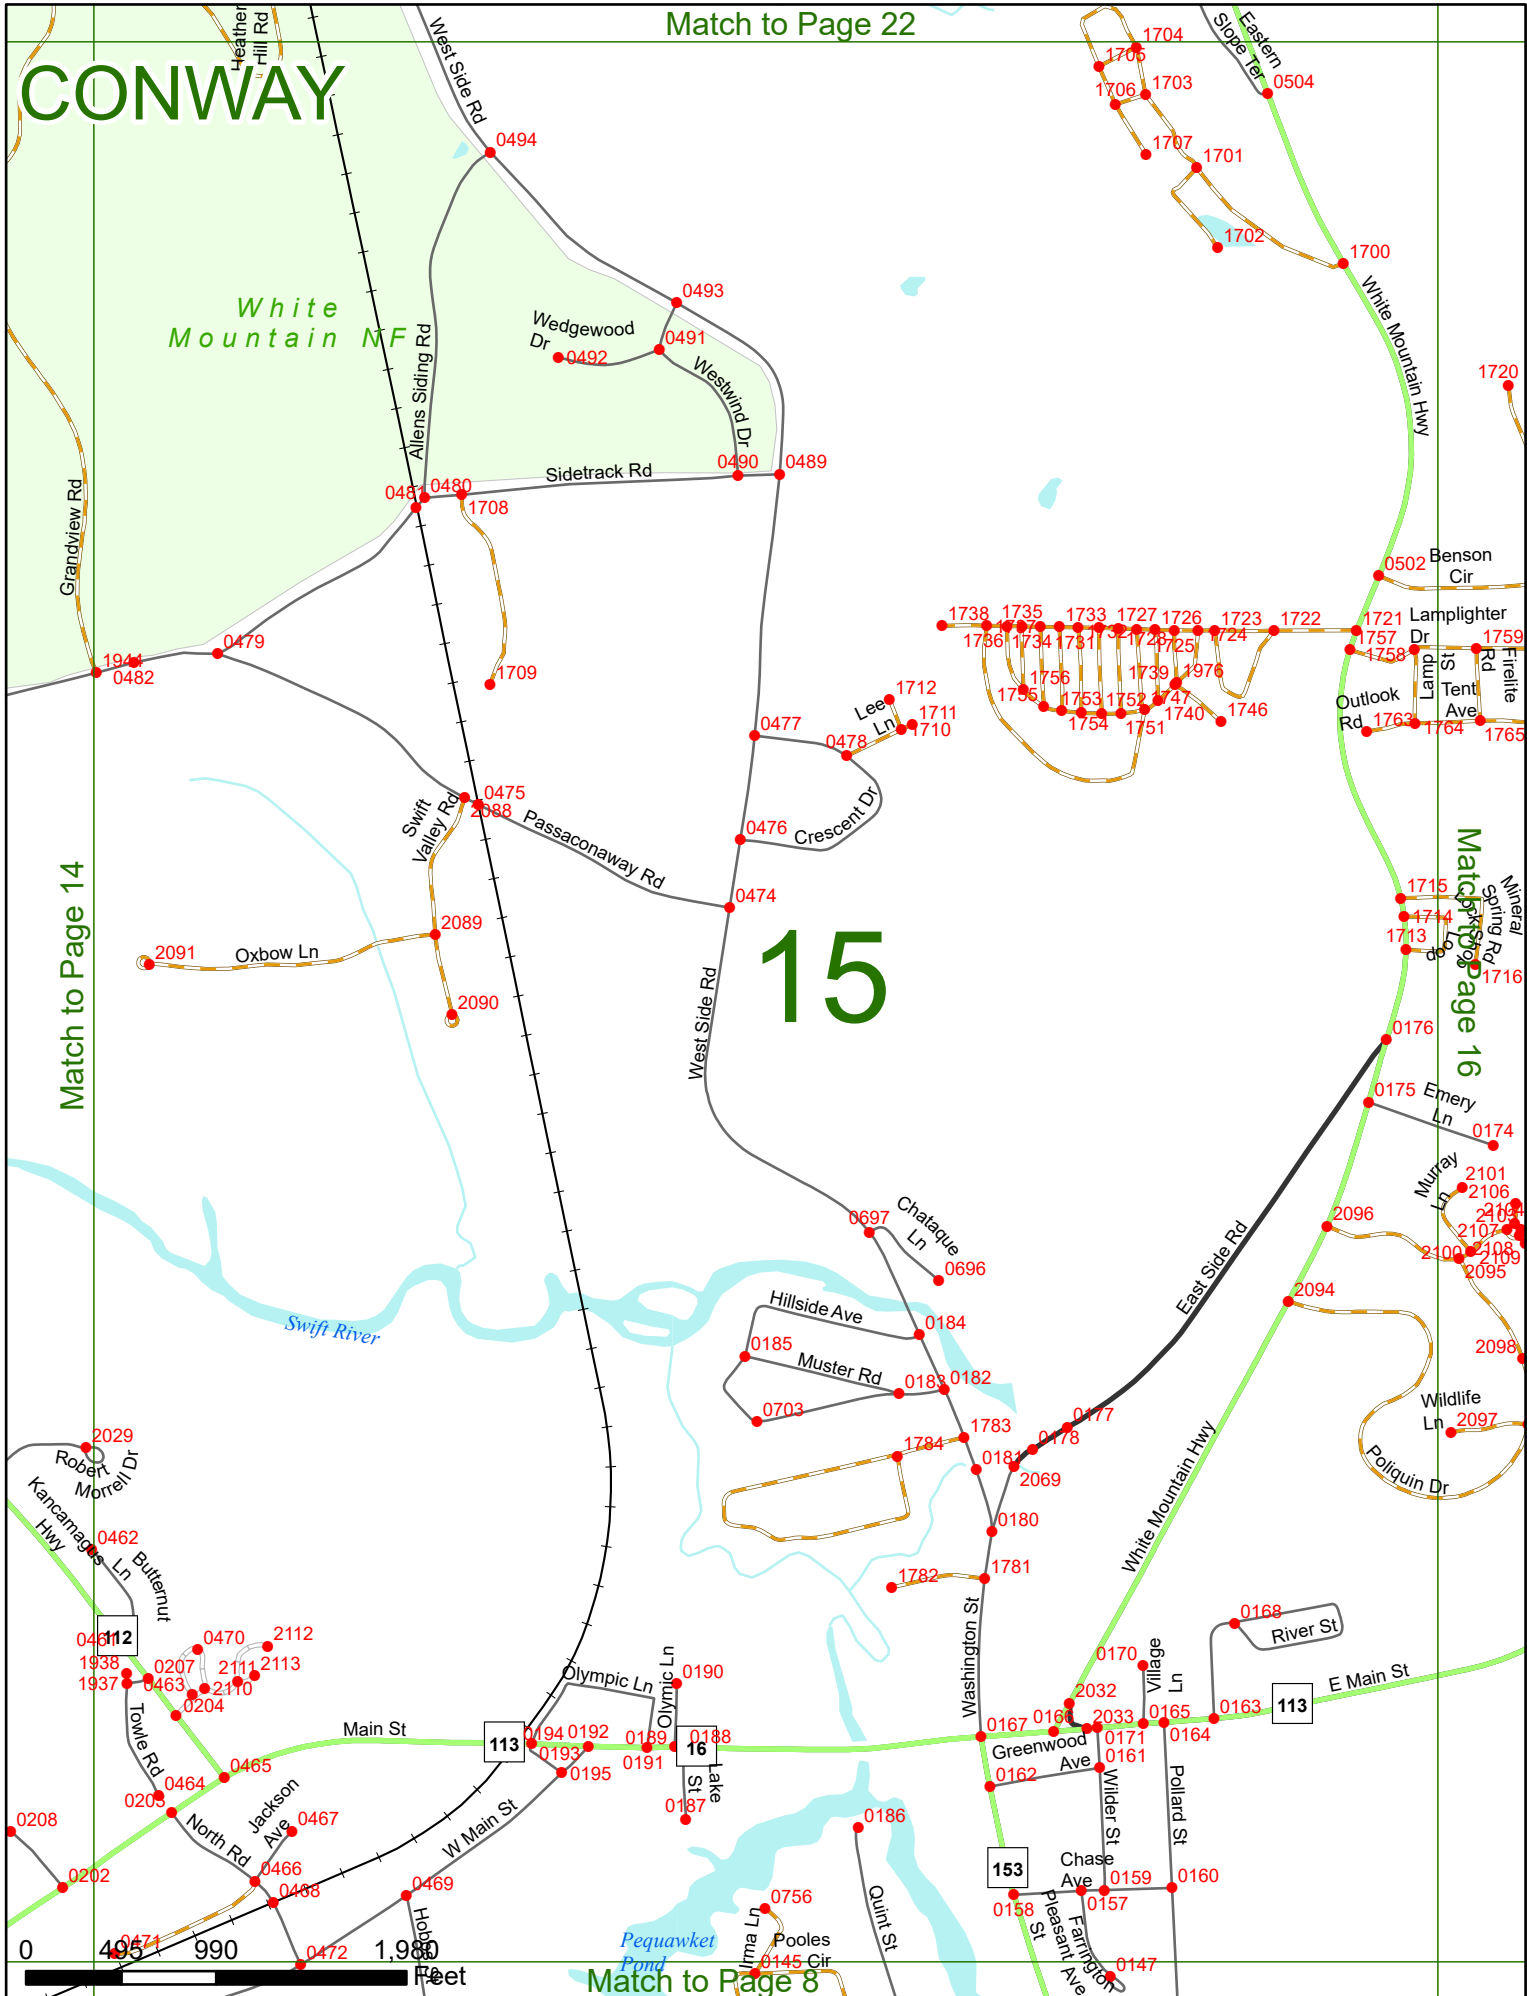 Match to Page 22
CONWAY
Heather
Hill Rd
West Side Rd
Eastern
Slope Ter
1704
1705
1706
1703
0504
1707
1701
0494
1702
1700
White
Mountain NF
0493
Wedgewood
Dr
0492
0491
Westwind Dr
Allens Siding Rd
White Mountain Hwy
1720
0490
0489
Sidetrack Rd
0481
0480
1708
Grandview Rd
0502
Benson
Cir
1738
1735
1733
1727
1726
1723
1722
1721
Lamplighter
Dr
1736
1734
1731
1728
1725
1724
1757
1758
1759
1944
0482
0479
1709
1739
1976
1756
1755
1753
1754
1752
1751
1747
1740
1746
Lamp
St
Firelite
Rd
Tent
Ave
Outlook
Rd
1763
1764
1765
1712
Lee
Ln
1711
1710
0477
0478
0475
2088
Swift
Valley Rd
Passaconaway Rd
0476
Crescent Dr
0474
1715
1714
1713
1716
Mineral
Spring Rd
Lock Shop
Loop
Match to Page 14
Match to Page 16
15
2089
2091
Oxbow Ln
2090
West Side Rd
0176
0175
Emery
Ln
0174
Murray
Ln
2101
2106
2104
2107
2108
2109
2100
2095
2096
2094
0697
Chataque
Ln
0696
East Side Rd
Swift River
Hillside Ave
0184
0185
Muster Rd
0183
0182
0703
2098
Wildlife
Ln
2097
Poliquin Dr
1783
1784
0177
0178
0181
2069
White Mountain Hwy
2029
Robert
Morrell Dr
Kancamagus
Hwy
0462
Butternut
Ln
0180
1781
1782
Washington St
0461
112
0470
2112
1938
0207
2111
2113
1937
0463
2110
0204
Towle Rd
Olympic Ln
Olymic Ln
0190
0170
Village
Ln
0168
River St
E Main St
2032
Main St
113
0194
0192
0193
0189
0188
0191
16
0167
0166
2033
0165
0163
113
0171
0164
Greenwood
Ave
0161
0162
0465
0464
0203
0195
Lake
St
0187
Wilder St
Pollard St
0208
Jackson
Ave
0467
North Rd
W Main St
0186
0202
0466
0468
0469
153
Chase
Ave
0159
0160
0158
0157
Quint St
Pleasant Ave
St
Farrington
0756
Irma Ln
Pooles
Cir
0145
0147
Pequawket
Pond
0471
0472
0
495
990
1,980
Feet
Match to Page 8